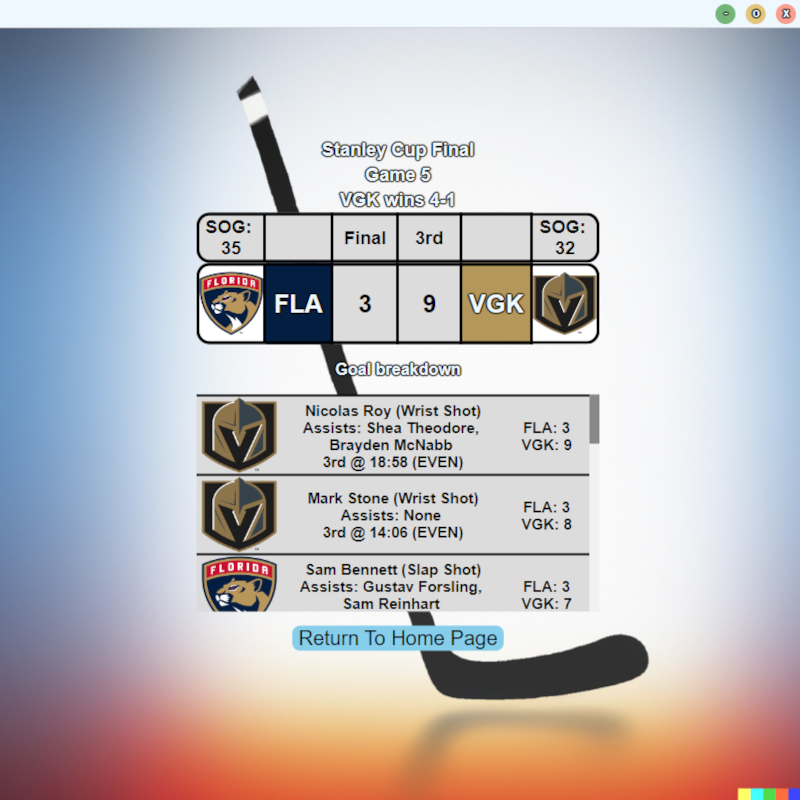 - O X
Stanley Cup Final
Game 5
VGK wins 4-1
SOG: 35
Final
3rd
SOG: 32
FLORIDA
FLA
3
9
VGK
Goal breakdown
Nicolas Roy (Wrist Shot)
Assists: Shea Theodore,
Brayden McNabb
3rd @ 18:58 (EVEN)
FLA: 3
VGK: 9
Mark Stone (Wrist Shot)
Assists: None
3rd @ 14:06 (EVEN)
FLA: 3
VGK: 8
FLORIDA
Sam Bennett (Slap Shot)
Assists: Gustav Forsling,
Sam Reinhart
FLA: 3
VGK: 7
Return To Home Page